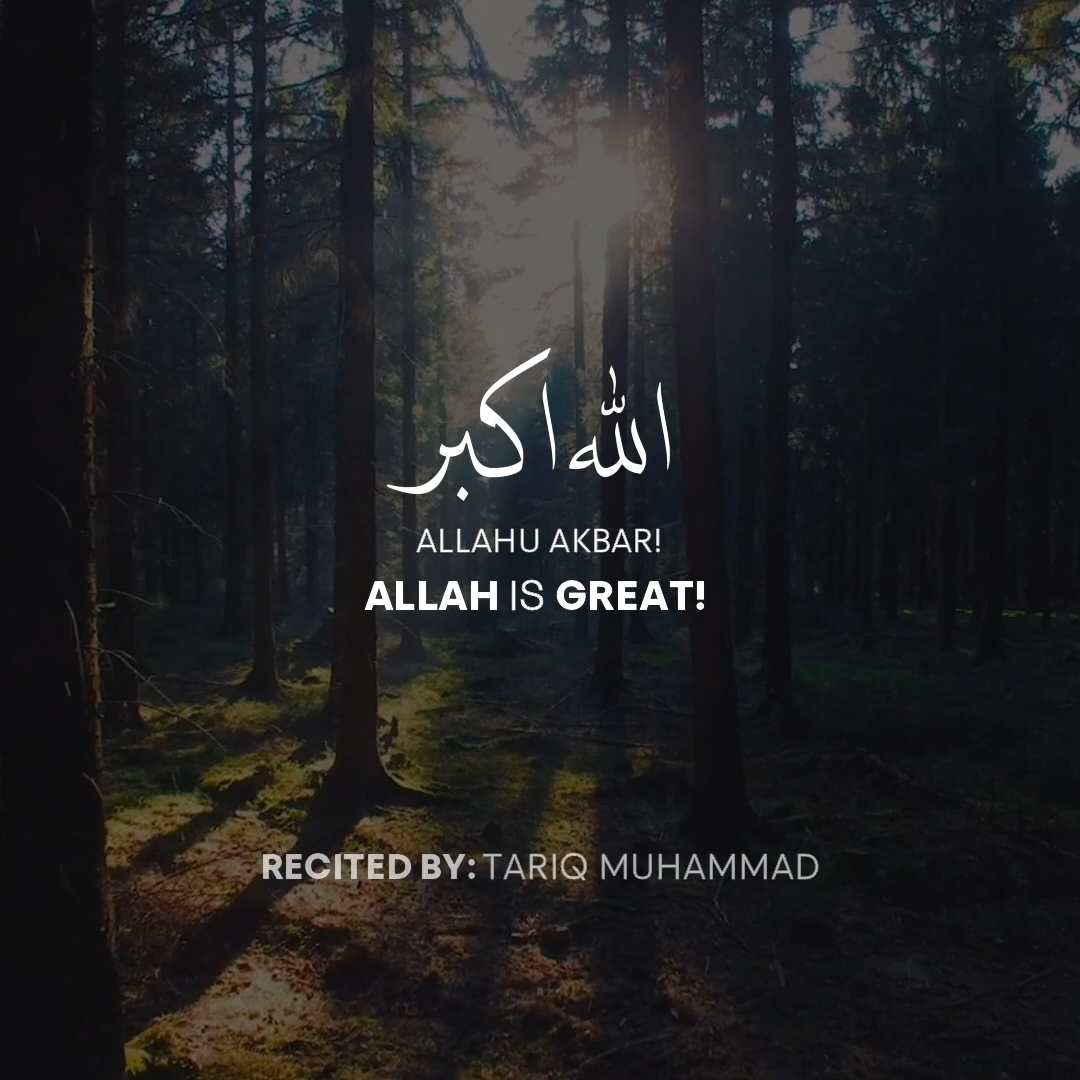 الله اكبر
ALLAHU AKBAR!
ALLAH IS GREAT!
RECITED BY: TARIQ MUHAMMAD